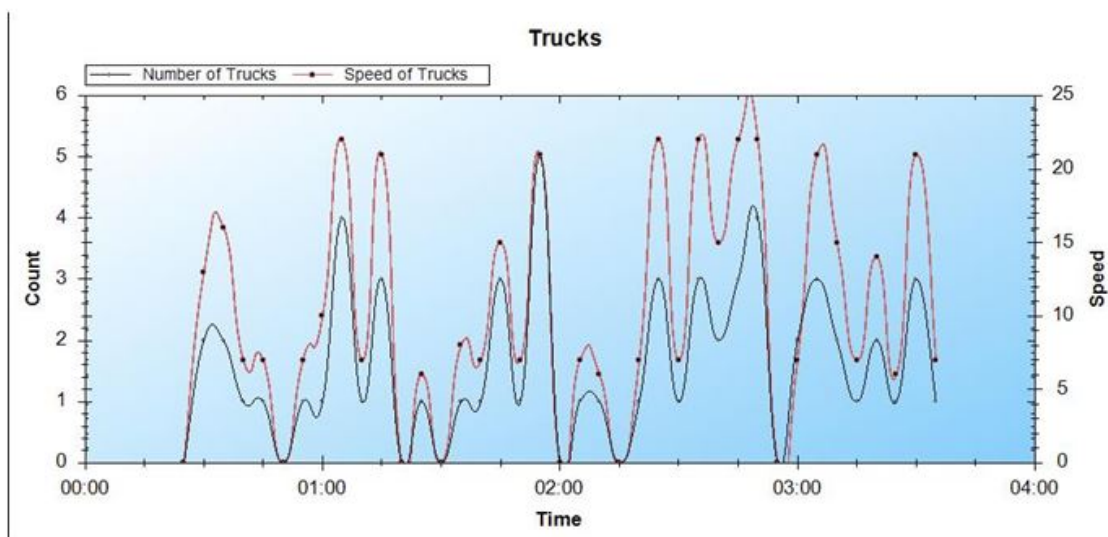 Trucks
Number of Trucks Speed of Trucks
6 25
5 20
4 15
3
Count Speed
2 10
1 5
0 0
00:00 01:00 02:00 03:00 04:00
Time